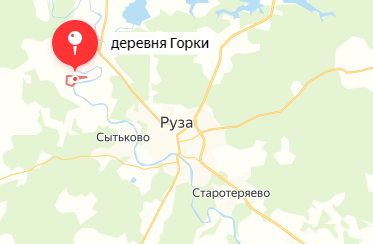 деревня Горки
Руза
Сытьково
Старотеряево